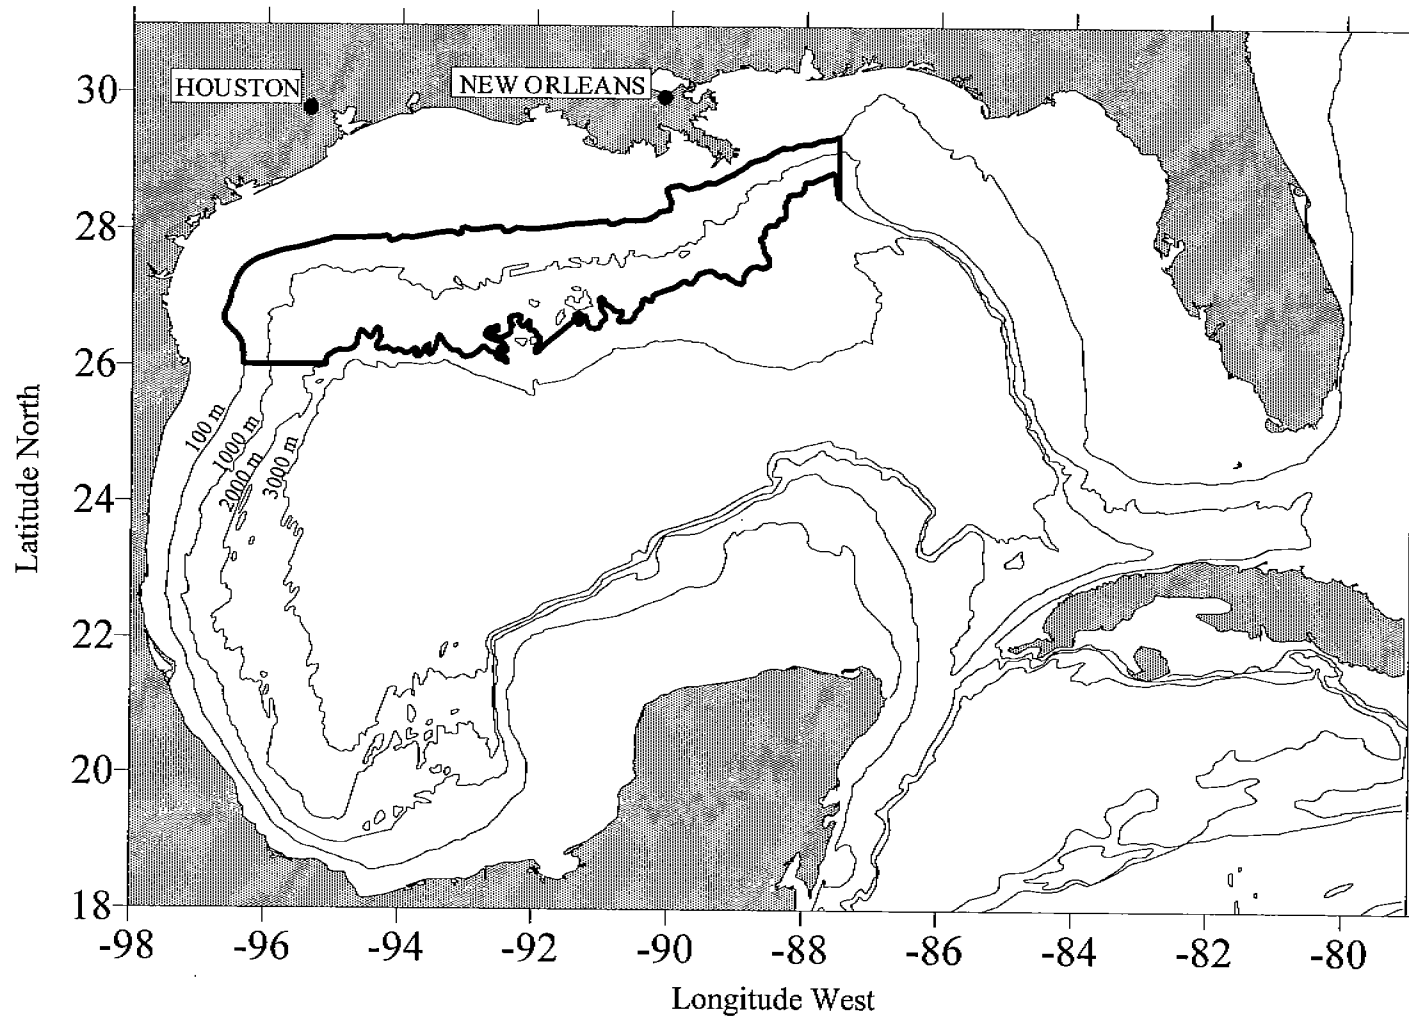 30
HOUSTON
NEW ORLEANS
28
26
100 m
1000 m
2000 m
3000 m
24
22
20
18
Latitude North
-98 -96 -94 -92 -90 -88 -86 -84 -82 -80
Longitude West